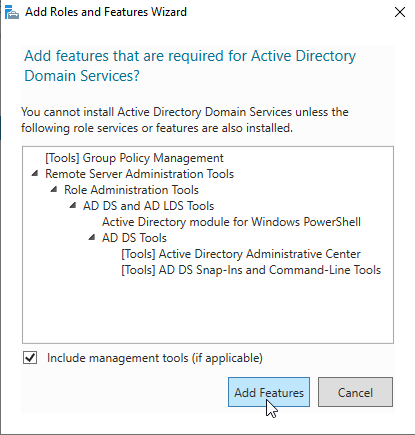 Add Roles and Features Wizard
Add features that are required for Active Directory
Domain Services?
You cannot install Active Directory Domain Services unless the
following role services or features are also installed.
[Tools] Group Policy Management
Remote Server Administration Tools
Role Administration Tools
AD DS and AD LDS Tools
Active Directory module for Windows PowerShell
AD DS Tools
[Tools] Active Directory Administrative Center
[Tools] AD DS Snap-Ins and Command-Line Tools
Include management tools (if applicable)
Add Features
Cancel